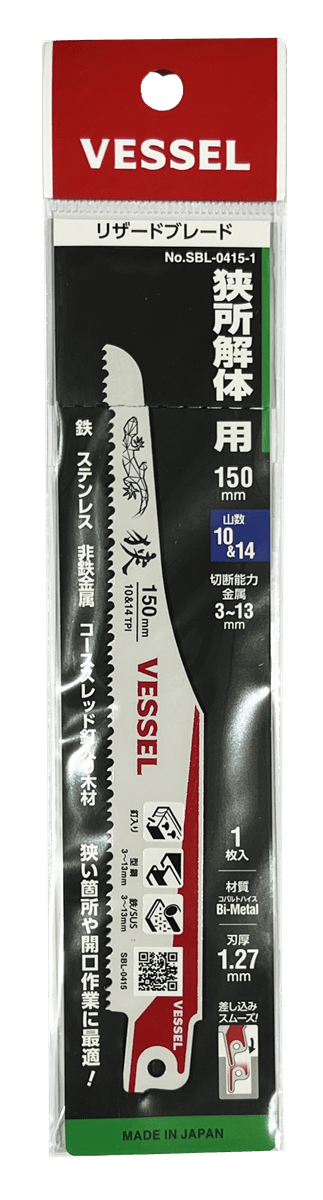 VESSEL
リザードブレード
No.SBL-0415-1
狭所解体用
150
mm
山数
10
&14
切断能力
金属
3~13
mm
鉄 ステンレス 非鉄金属 コーススレッド釘入り木材
狭い箇所や開口作業に最適!
狭
150mm
10&14 TPI
VESSEL
釘入り
型鋼
3~13mm
鉄/SUS
3~13mm
SBL-0415
VESSEL
1
枚入
材質
コバルトハイス
Bi-Metal
刃厚
1.27
mm
差し込み
スムーズ!
MADE IN JAPAN